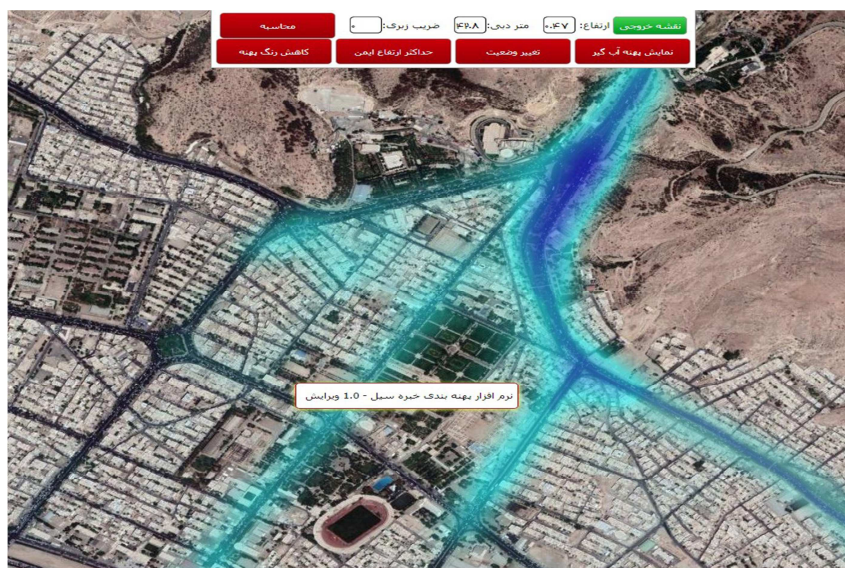 نقشه خروجی ارتفاع: ۰.۴۷ متر دبی: ۴۲.۸ ضریب زبری: ۰ محاسبه
نمایش پهنه آب گیر تغییر وضعیت حداکثر ارتفاع ایمن کاهش رنگ پهنه
نرم افزار پهنه بندی خبره سیل - 1.0 ویرایش